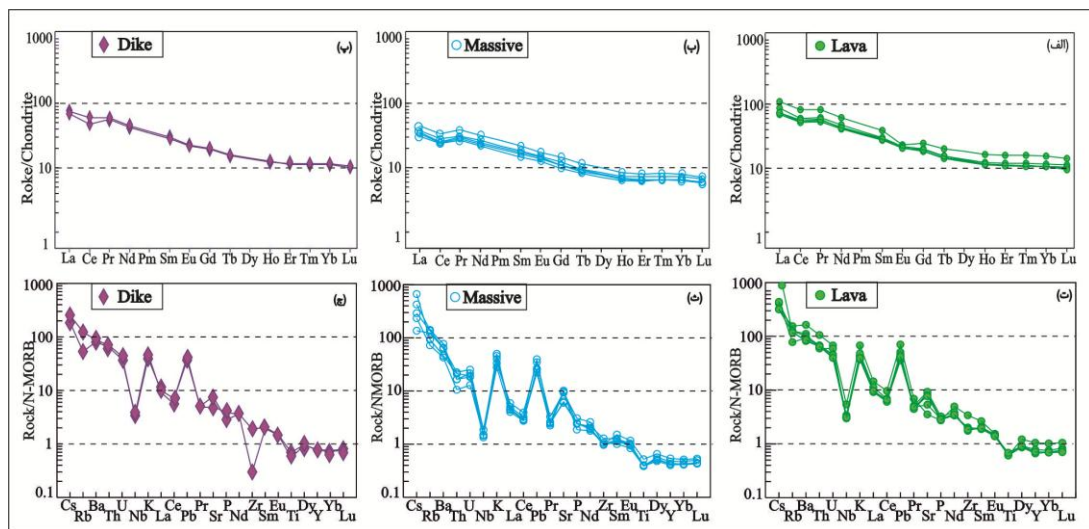 1000
100
10
1
Roke/Chondrite
Dike
(پ)
La Ce Pr Nd Pm Sm Eu Gd Tb Dy Ho Er Tm Yb Lu
1000
100
10
1
Roke/Chondrite
Massive
(ب)
La Ce Pr Nd Pm Sm Eu Gd Tb Dy Ho Er Tm Yb Lu
1000
100
10
1
Roke/Chondrite
Lava
(الف)
La Ce Pr Nd Pm Sm Eu Gd Tb Dy Ho Er Tm Yb Lu
1000
100
10
1
0.1
Rock/N-MORB
Dike
(ج)
Cs Ba U K Ce Pr P Zr Eu Dy Yb
Rb Th Nb La Pb Sr Nd Sm Ti Y Lu
1000
100
10
1
0.1
Rock/NMORB
Massive
(ث)
Cs Ba U K Ce Pr P Zr Eu Dy Yb
Rb Th Nb La Pb Sr Nd Sm Ti Y Lu
1000
100
10
1
0.1
Rock/N-MORB
Lava
(ت)
Cs Ba U K Ce Pr P Zr Eu Dy Yb
Rb Th Nb La Pb Sr Nd Sm Ti Y Lu